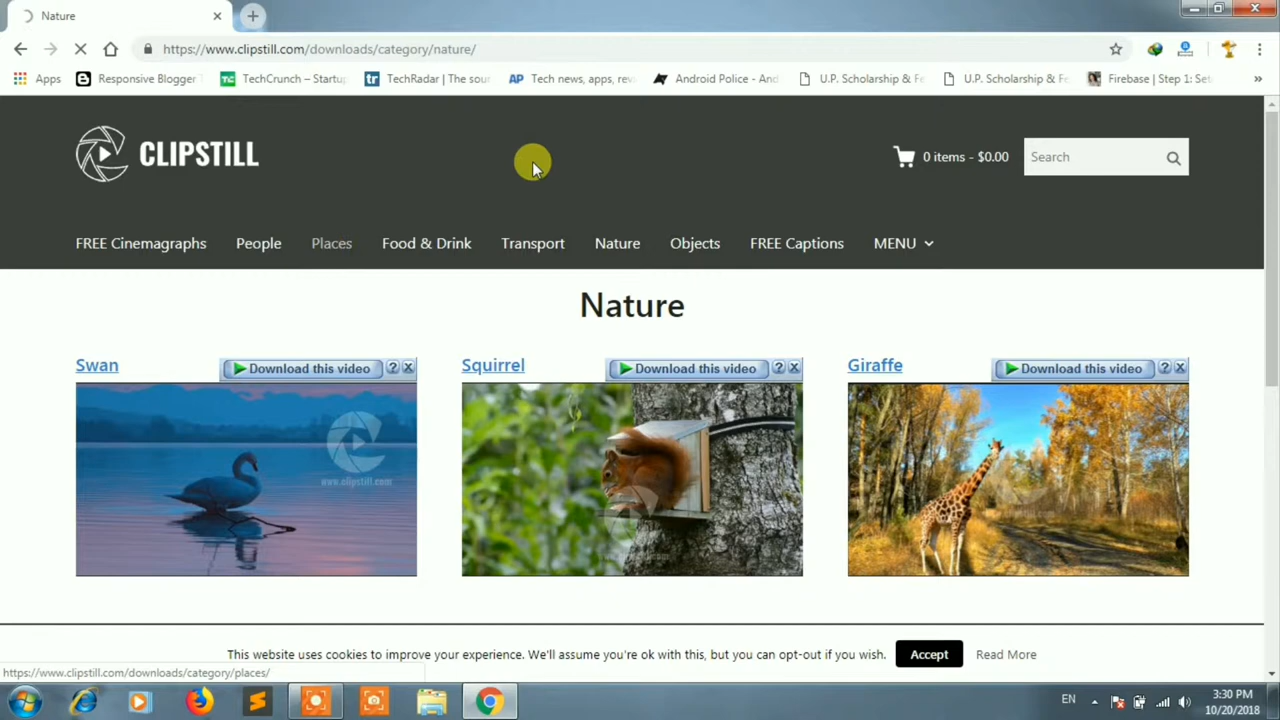 Nature
https://www.clipstill.com/downloads/category/nature/
Apps Responsive Blogger TechCrunch – Startu TechRadar | The sour AP Tech news, apps, rev Android Police - And U.P. Scholarship & Fe U.P. Scholarship & Fe Firebase | Step 1: Set »
CLIPSTILL
0 items - $0.00
Search
FREE Cinemagraphs People Places Food & Drink Transport Nature Objects FREE Captions MENU
Nature
Swan Download this video ? Squirrel Download this video ? Giraffe Download this video ?
www.clipstill.com
This website uses cookies to improve your experience. We'll assume you're ok with this, but you can opt-out if you wish. Accept Read More
https://www.clipstill.com/downloads/category/places/
EN
3:30 PM
10/20/2018